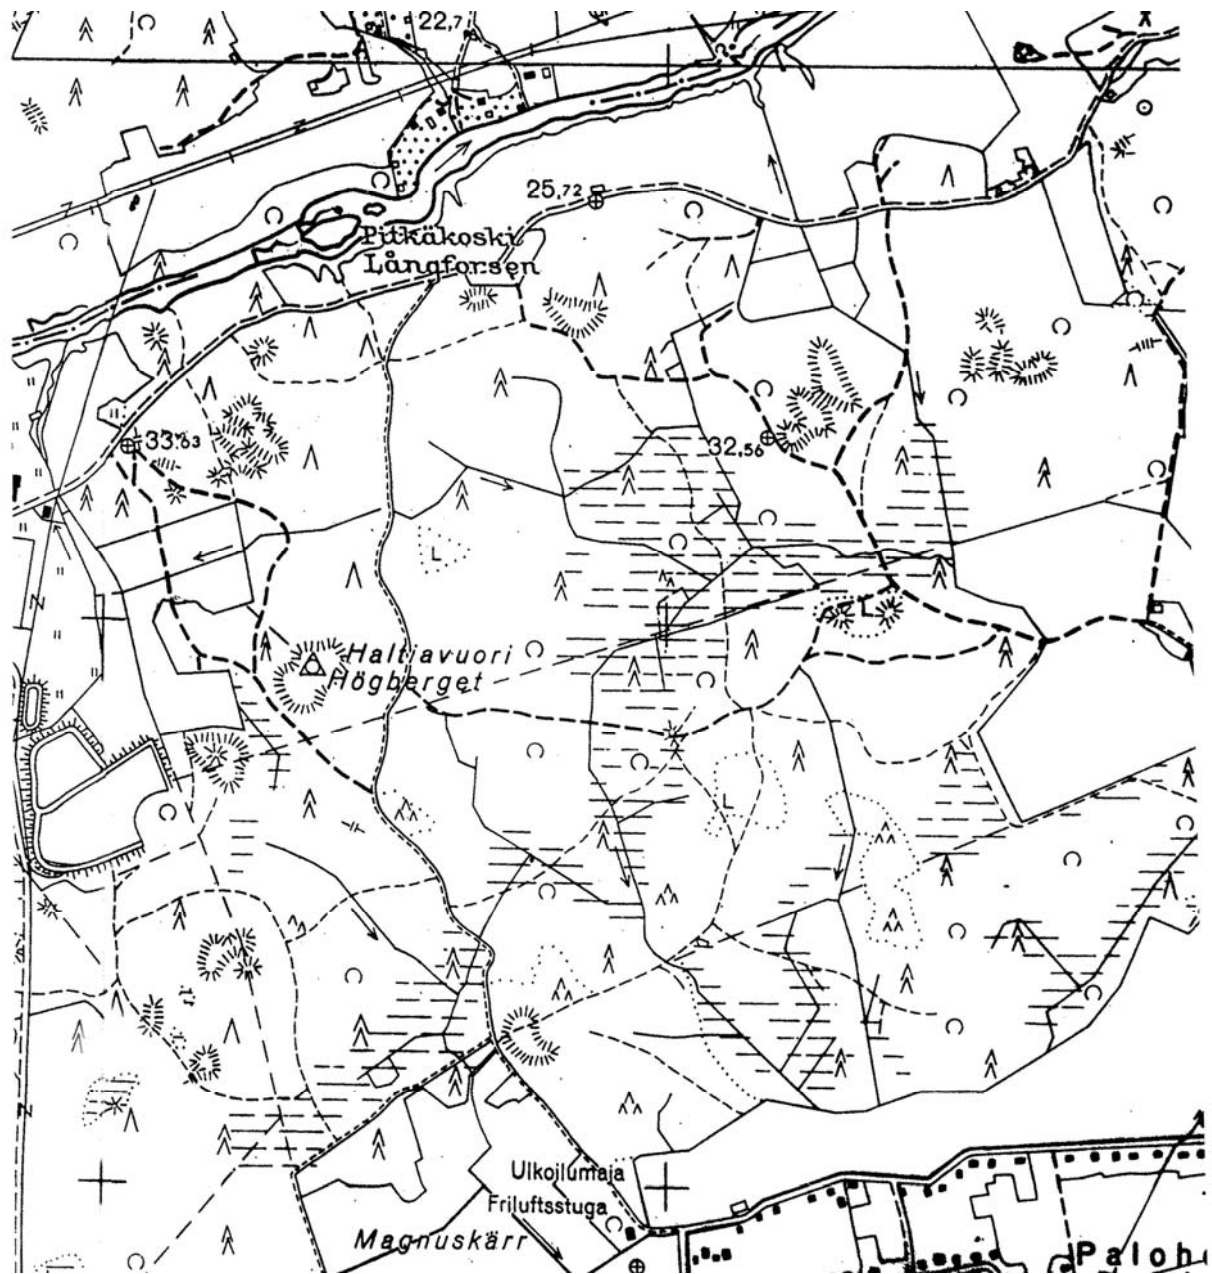 22,7
25,72
Pitkäkoski
Långforsen
33,63
32,56
L
L
Haltiavuori
Högberget
L
Ulkoilumaja
Friluftsstuga
Magnuskärr
Paloh